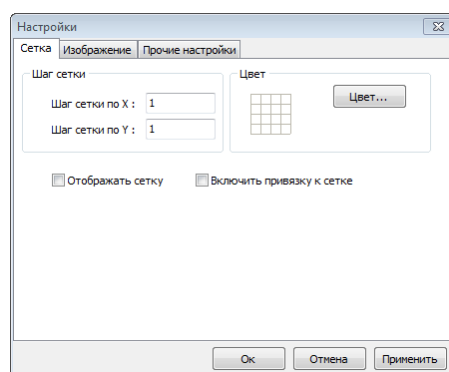 Настройки
Сетка Изображение Прочие настройки
Шаг сетки
Шаг сетки по X : 1
Шаг сетки по Y : 1
Цвет
Цвет...
Отображать сетку Включить привязку к сетке
Ок Отмена Применить